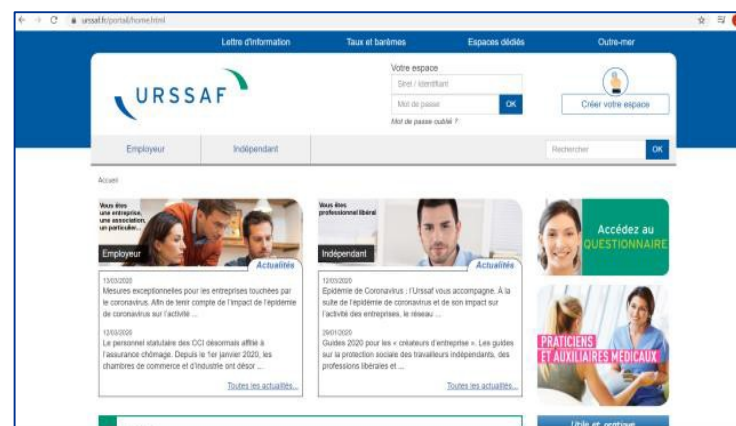 urssaf.fr/portail/home.html
Lettre d'information
Taux et barèmes
Espaces dédiés
Outre-mer
URSSAF
Votre espace
Siret / Identifiant
Mot de passe
OK
Mot de passe oublié ?
Créer votre espace
Employeur
Indépendant
Rechercher
OK
Accueil
Vous êtes
une entreprise,
une association,
un particulier...
Employeur
Actualités
13/03/2020
Mesures exceptionnelles pour les entreprises touchées par
le coronavirus. Afin de tenir compte de l'impact de l'épidémie
de coronavirus sur l'activité ...
12/03/2020
Le personnel statutaire des CCI désormais affilié à
l'assurance chômage. Depuis le 1er janvier 2020, les
chambres de commerce et d'industrie ont désor ...
Toutes les actualités...
Vous êtes
professionnel libéral
Indépendant
Actualités
12/03/2020
Epidémie de Coronavirus : l'Urssaf vous accompagne. À la
suite de l'épidémie de coronavirus et de son impact sur
l'activité des entreprises, le réseau ...
29/01/2020
Guides 2020 pour les « créateurs d'entreprise ». Les guides
sur la protection sociale des travailleurs indépendants, des
professions libérales et ...
Toutes les actualités...
Accédez au
QUESTIONNAIRE
PRATICIENS
ET AUXILIAIRES MÉDICAUX
Utile et pratique